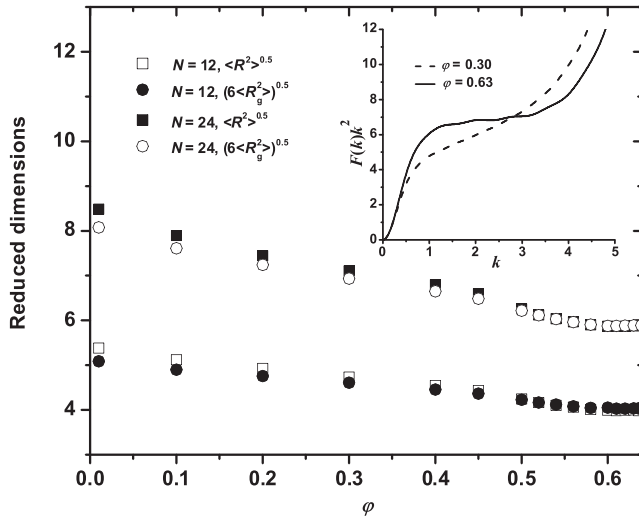 12
10
8
6
4
Reduced dimensions
0.0 0.1 0.2 0.3 0.4 0.5 0.6
φ
N = 12, <R²>⁰·⁵
N = 12, (6<R²g>)⁰·⁵
N = 24, <R²>⁰·⁵
N = 24, (6<R²g>)⁰·⁵
12
10
8
6
4
2
0
F(k)k²
φ = 0.30
φ = 0.63
0 1 2 3 4 5
k